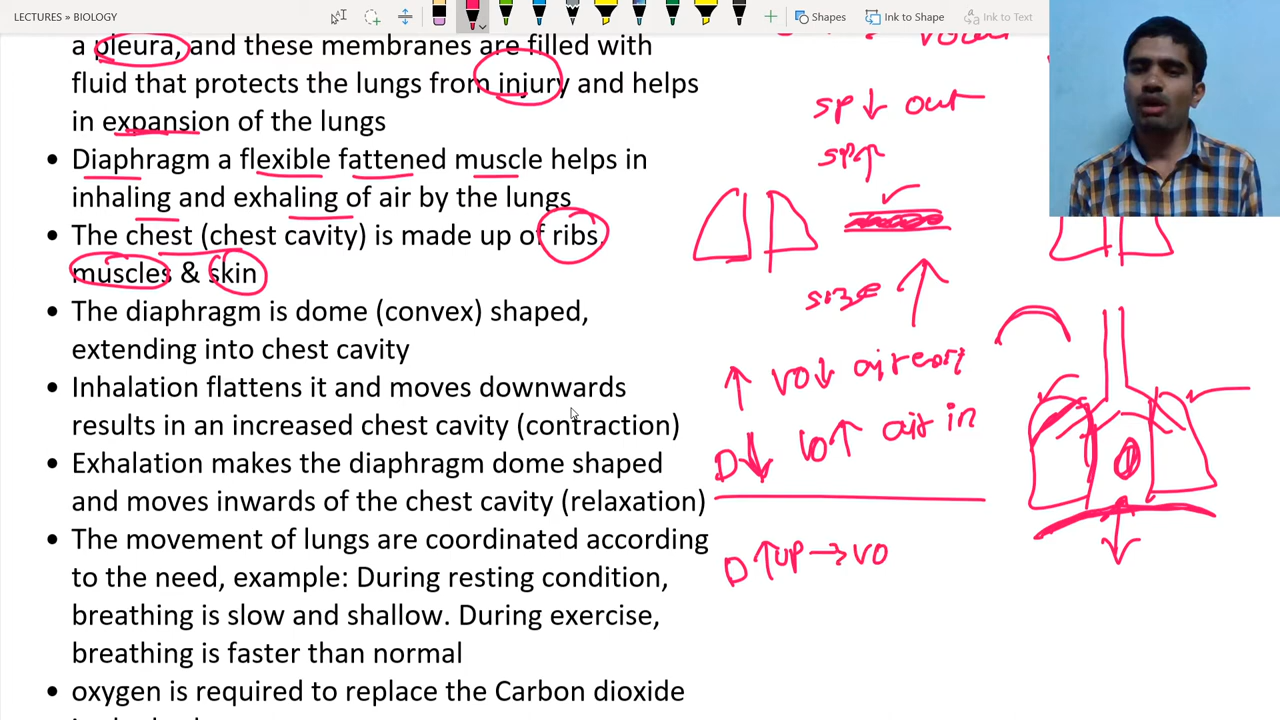 LECTURES » BIOLOGY
Shapes
Ink to Shape
Ink to Text
a pleura, and these membranes are filled with
fluid that protects the lungs from injury and helps
in expansion of the lungs
• Diaphragm a flexible fattened muscle helps in
inhaling and exhaling of air by the lungs
• The chest (chest cavity) is made up of ribs,
muscles & skin
• The diaphragm is dome (convex) shaped,
extending into chest cavity
• Inhalation flattens it and moves downwards
results in an increased chest cavity (contraction)
• Exhalation makes the diaphragm dome shaped
and moves inwards of the chest cavity (relaxation)
• The movement of lungs are coordinated according
to the need, example: During resting condition,
breathing is slow and shallow. During exercise,
breathing is faster than normal
• oxygen is required to replace the Carbon dioxide
SP↓ out
SP↑
size ↑
↑ VO↓ air out
D↓ VO↑ air in
D↑UP→VO